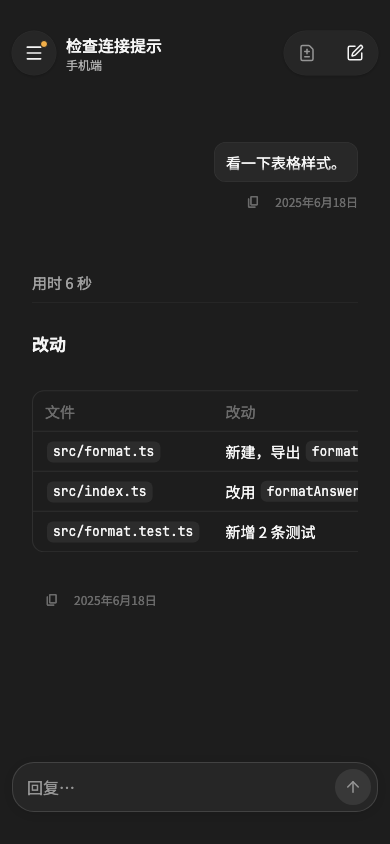 检查连接提示
手机端
看一下表格样式。
2025年6月18日
用时 6 秒
改动
文件 改动
src/format.ts 新建，导出 format
src/index.ts 改用 formatAnswer
src/format.test.ts 新增 2 条测试
2025年6月18日
回复…